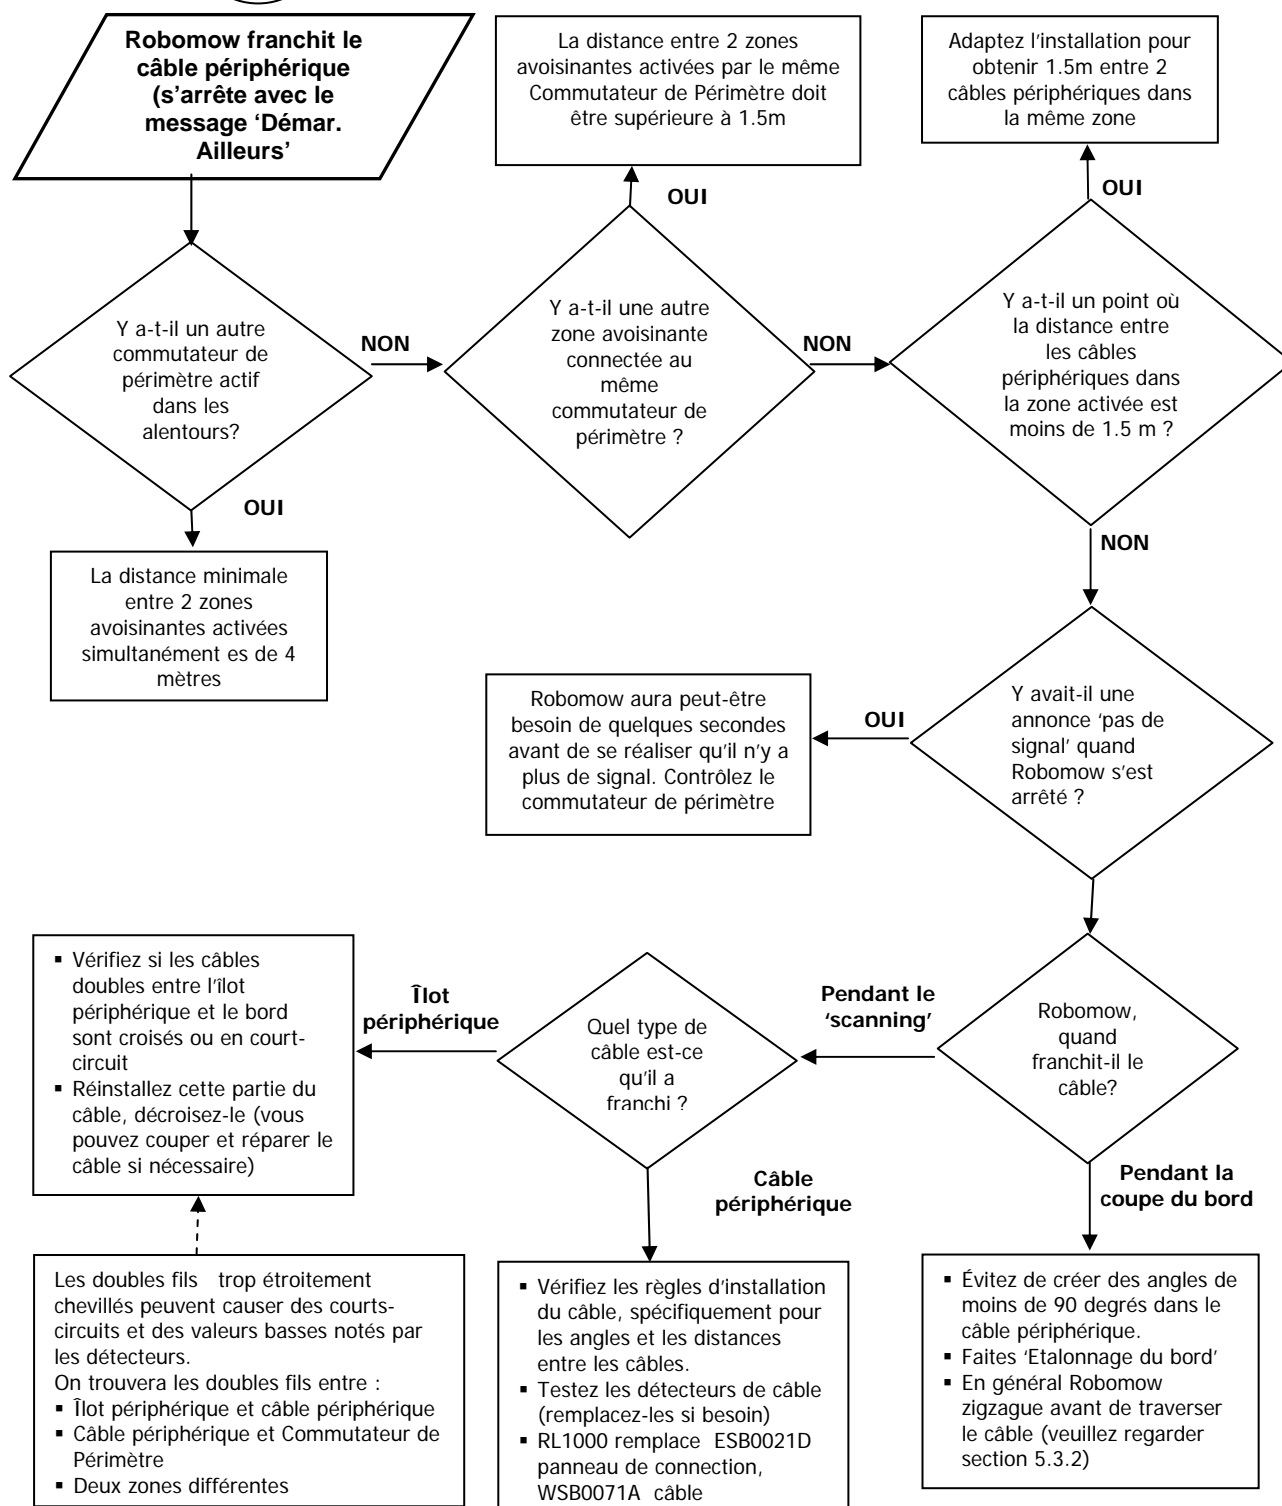 Robomow franchit le
câble périphérique
(s'arrête avec le
message 'Démar.
Ailleurs'
La distance entre 2 zones
avoisinantes activées par le même
Commutateur de Périmètre doit
être supérieure à 1.5m
Adaptez l'installation pour
obtenir 1.5m entre 2
câbles périphériques dans
la même zone
OUI
OUI
Y a-t-il un autre
commutateur de
périmètre actif
dans les
alentours?
NON
Y a-t-il une autre
zone avoisinante
connectée au
même
commutateur de
périmètre ?
NON
Y a-t-il un point où
la distance entre
les câbles
périphériques dans
la zone activée est
moins de 1.5 m ?
OUI
NON
La distance minimale
entre 2 zones
avoisinantes activées
simultanément es de 4
mètres
Robomow aura peut-être
besoin de quelques secondes
avant de se réaliser qu'il n'y a
plus de signal. Contrôlez le
commutateur de périmètre
OUI
Y avait-il une
annonce 'pas de
signal' quand
Robomow s'est
arrêté ?
▪ Vérifiez si les câbles
doubles entre l'îlot
périphérique et le bord
sont croisés ou en court-
circuit
▪ Réinstallez cette partie du
câble, décroisez-le (vous
pouvez couper et réparer le
câble si nécessaire)
Îlot
périphérique
Quel type de
câble est-ce
qu'il a
franchi ?
Pendant le
'scanning'
Robomow,
quand
franchit-il le
câble?
Câble
périphérique
Pendant la
coupe du bord
Les doubles fils trop étroitement
chevillés peuvent causer des courts-
circuits et des valeurs basses notés par
les détecteurs.
On trouvera les doubles fils entre :
▪ Îlot périphérique et câble périphérique
▪ Câble périphérique et Commutateur de
Périmètre
▪ Deux zones différentes
▪ Vérifiez les règles d'installation
du câble, spécifiquement pour
les angles et les distances
entre les câbles.
▪ Testez les détecteurs de câble
(remplacez-les si besoin)
▪ RL1000 remplace ESB0021D
panneau de connection,
WSB0071A câble
▪ Évitez de créer des angles de
moins de 90 degrés dans le
câble périphérique.
▪ Faites 'Etalonnage du bord'
▪ En général Robomow
zigzague avant de traverser
le câble (veuillez regarder
section 5.3.2)